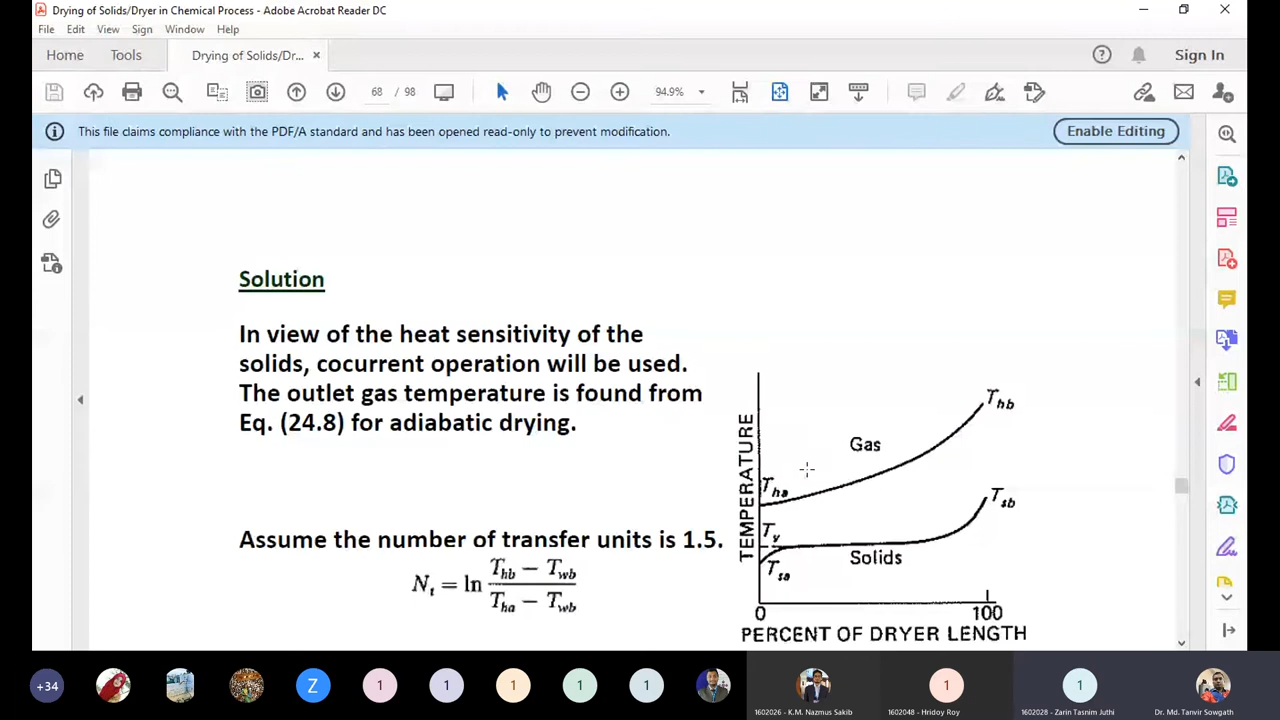 Drying of Solids/Dryer in Chemical Process - Adobe Acrobat Reader DC
File Edit View Sign Window Help
Home Tools Drying of Solids/Dr... × Sign In
68 / 98 94.9%
This file claims compliance with the PDF/A standard and has been opened read-only to prevent modification. Enable Editing
Solution
In view of the heat sensitivity of the
solids, cocurrent operation will be used.
The outlet gas temperature is found from
Eq. (24.8) for adiabatic drying.
Assume the number of transfer units is 1.5.
N_t = ln (T_hb − T_wb) / (T_ha − T_wb)
TEMPERATURE
T_hb
Gas
T_ha
T_sb
T_v
Solids
T_sa
0 100
PERCENT OF DRYER LENGTH
+34 Z 1 1 1 1 1 1 1
1602026 - K.M. Nazmus Sakib 1602048 - Hridoy Roy 1602028 - Zarin Tasnim Juthi Dr. Md. Tanvir Sowgath